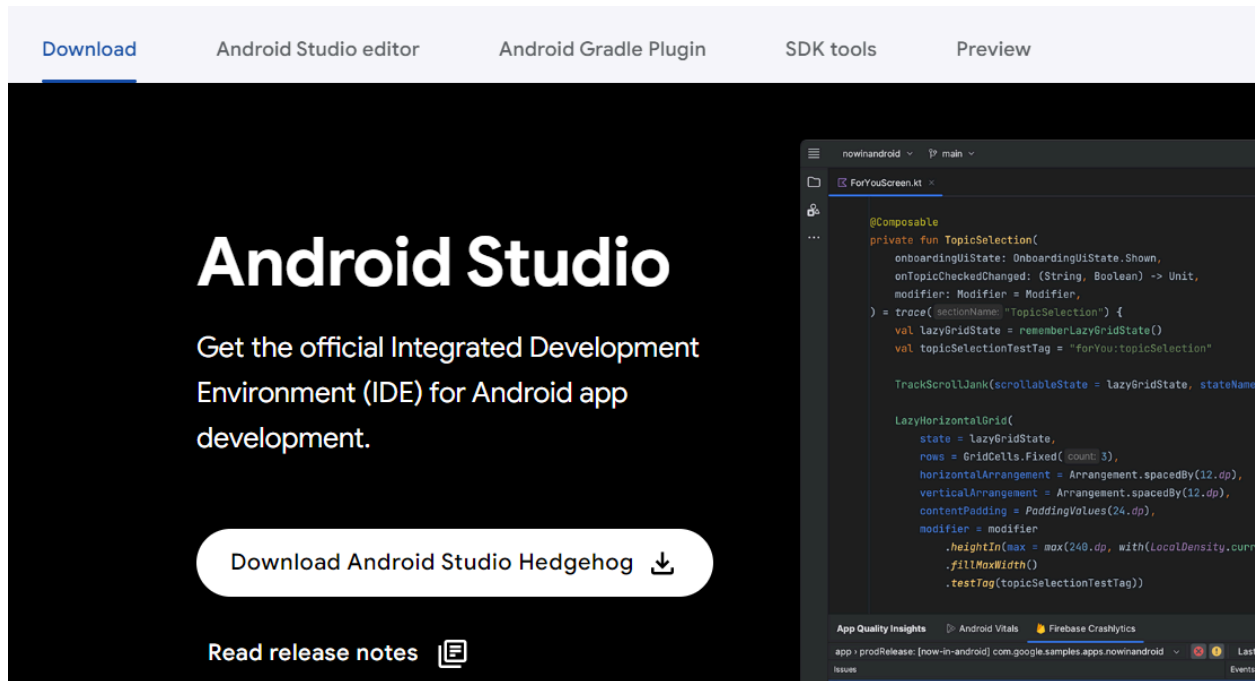 Download Android Studio editor Android Gradle Plugin SDK tools Preview
Android Studio
Get the official Integrated Development
Environment (IDE) for Android app
development.
Download Android Studio Hedgehog
Read release notes
nowinandroid main
ForYouScreen.kt ×
@Composable
private fun TopicSelection(
onboardingUiState: OnboardingUiState.Shown,
onTopicCheckedChanged: (String, Boolean) -> Unit,
modifier: Modifier = Modifier,
) = trace( sectionName: "TopicSelection") {
val lazyGridState = rememberLazyGridState()
val topicSelectionTestTag = "forYou:topicSelection"
TrackScrollJank(scrollableState = lazyGridState, stateName
LazyHorizontalGrid(
state = lazyGridState,
rows = GridCells.Fixed( count: 3),
horizontalArrangement = Arrangement.spacedBy(12.dp),
verticalArrangement = Arrangement.spacedBy(12.dp),
contentPadding = PaddingValues(24.dp),
modifier = modifier
.heightIn(max = max(240.dp, with(LocalDensity.curr
.fillMaxWidth()
.testTag(topicSelectionTestTag))
App Quality Insights Android Vitals Firebase Crashlytics
app › prodRelease: [now-in-android] com.google.samples.apps.nowinandroid Last
Issues Events